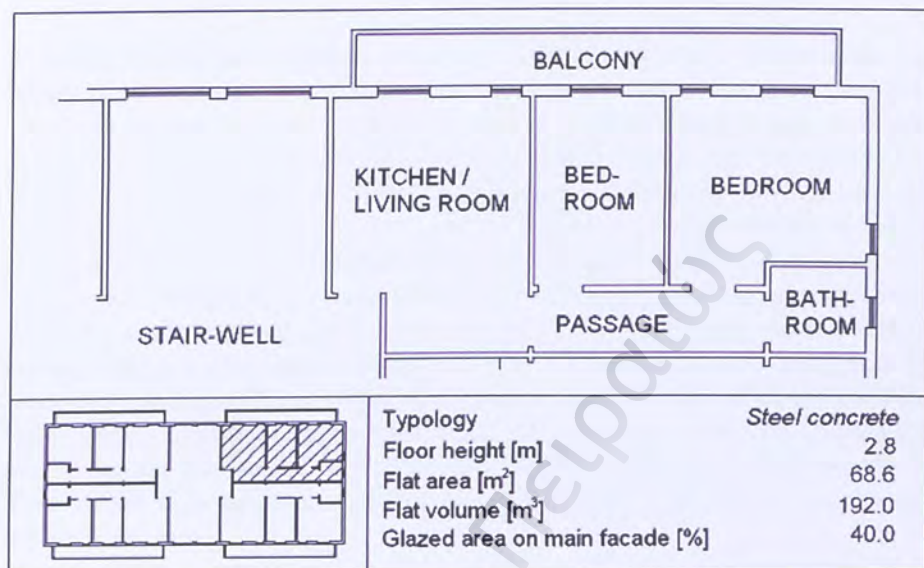 BALCONY
KITCHEN /
LIVING ROOM
BED-
ROOM
BEDROOM
BATH-
ROOM
PASSAGE
STAIR-WELL
Typology Steel concrete
Floor height [m] 2.8
Flat area [m²] 68.6
Flat volume [m³] 192.0
Glazed area on main facade [%] 40.0
Πειραιώς